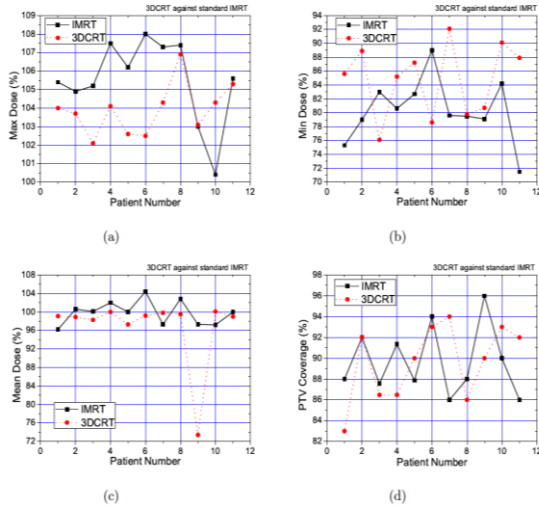 3DCRT against standard IMRT
IMRT
3DCRT
Max Dose (%)
109
108
107
106
105
104
103
102
101
100
0 2 4 6 8 10 12
Patient Number
(a)
3DCRT against standard IMRT
IMRT
3DCRT
Min Dose (%)
94
92
90
88
86
84
82
80
78
76
74
72
70
0 2 4 6 8 10 12
Patient Number
(b)
3DCRT against standard IMRT
Mean Dose (%)
108
104
100
96
92
88
84
80
76
72
IMRT
3DCRT
0 2 4 6 8 10 12
Patient Number
(c)
3DCRT against standard IMRT
IMRT
3DCRT
PTV Coverage (%)
98
96
94
92
90
88
86
84
82
0 2 4 6 8 10 12
Patient Number
(d)